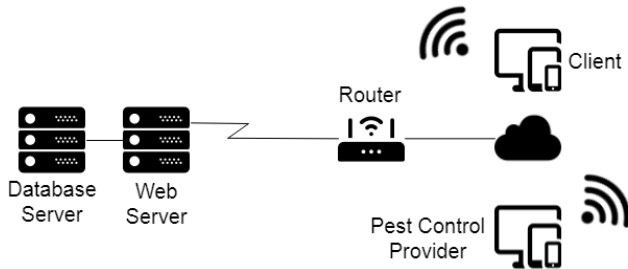 Client
Router
Database
Server
Web
Server
Pest Control
Provider